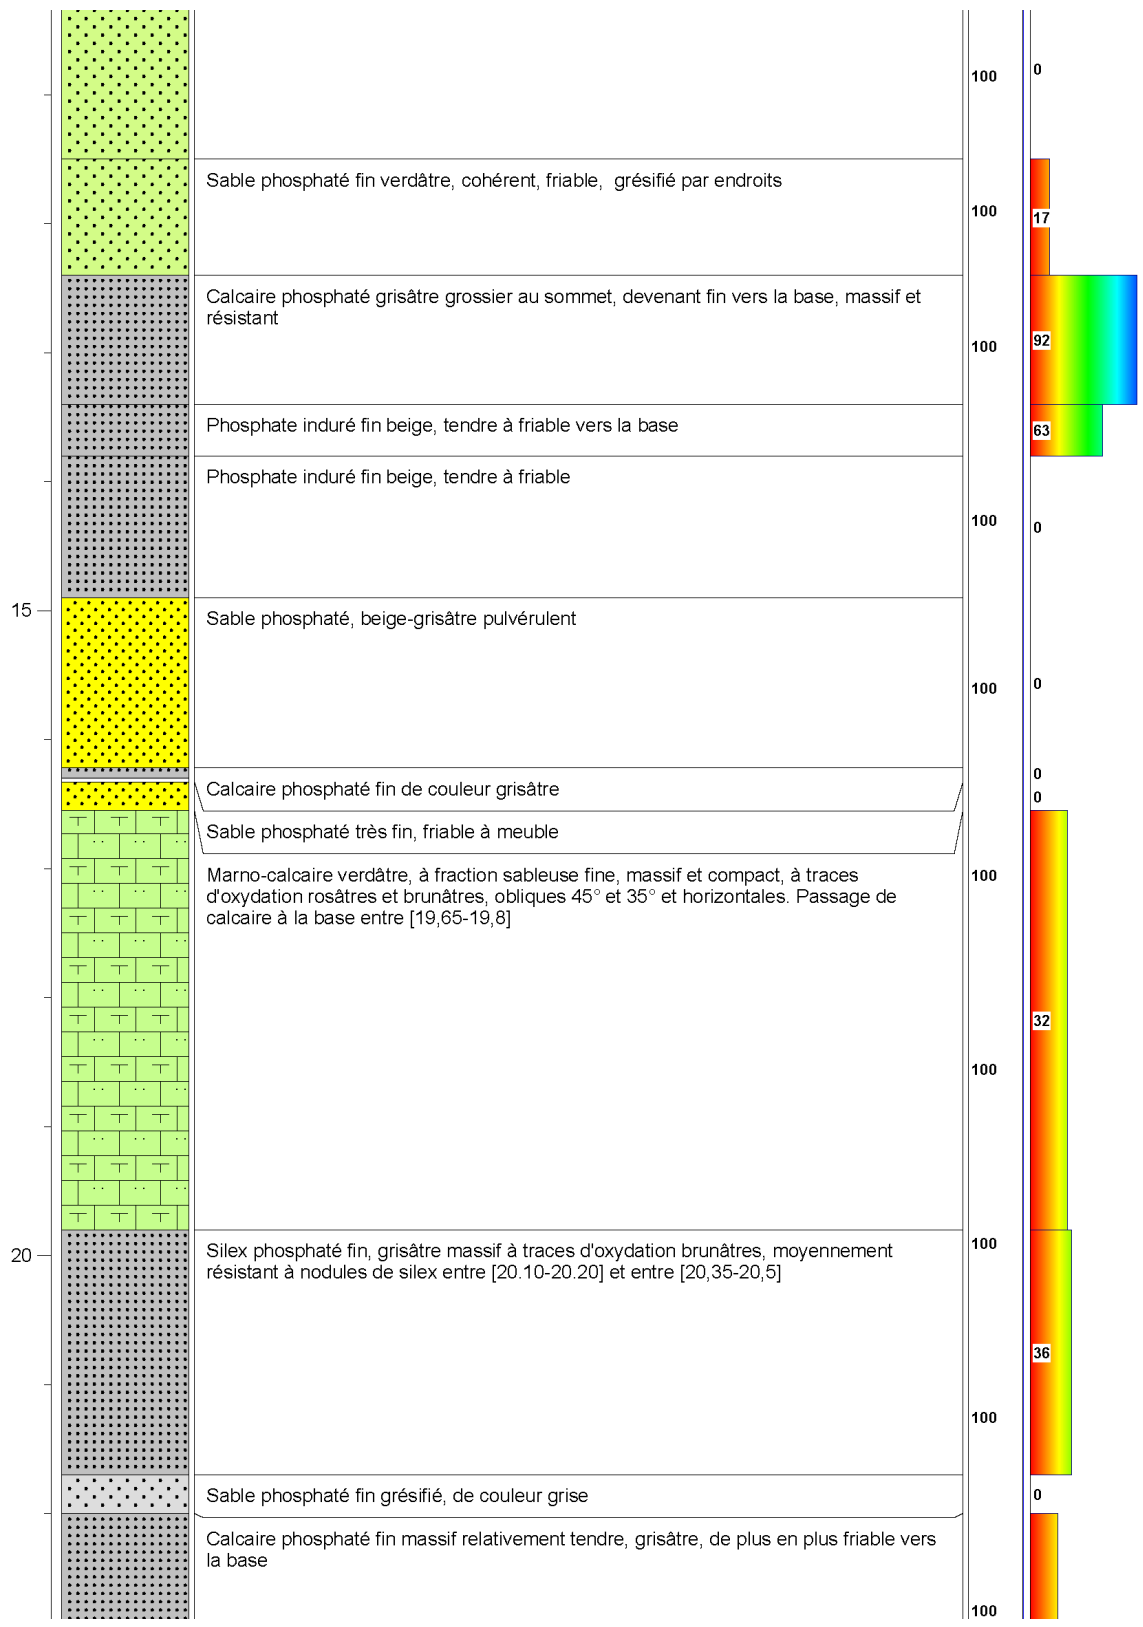 100
0
Sable phosphaté fin verdâtre, cohérent, friable, grésifié par endroits
100
17
Calcaire phosphaté grisâtre grossier au sommet, devenant fin vers la base, massif et
résistant
100
92
Phosphate induré fin beige, tendre à friable vers la base
63
Phosphate induré fin beige, tendre à friable
100
0
15
Sable phosphaté, beige-grisâtre pulvérulent
100
0
0
Calcaire phosphaté fin de couleur grisâtre
0
Sable phosphaté très fin, friable à meuble
Marno-calcaire verdâtre, à fraction sableuse fine, massif et compact, à traces
d'oxydation rosâtres et brunâtres, obliques 45° et 35° et horizontales. Passage de
calcaire à la base entre [19,65-19,8]
100
32
100
100
20
Silex phosphaté fin, grisâtre massif à traces d'oxydation brunâtres, moyennement
résistant à nodules de silex entre [20.10-20.20] et entre [20,35-20,5]
36
100
Sable phosphaté fin grésifié, de couleur grise
0
Calcaire phosphaté fin massif relativement tendre, grisâtre, de plus en plus friable vers
la base
100